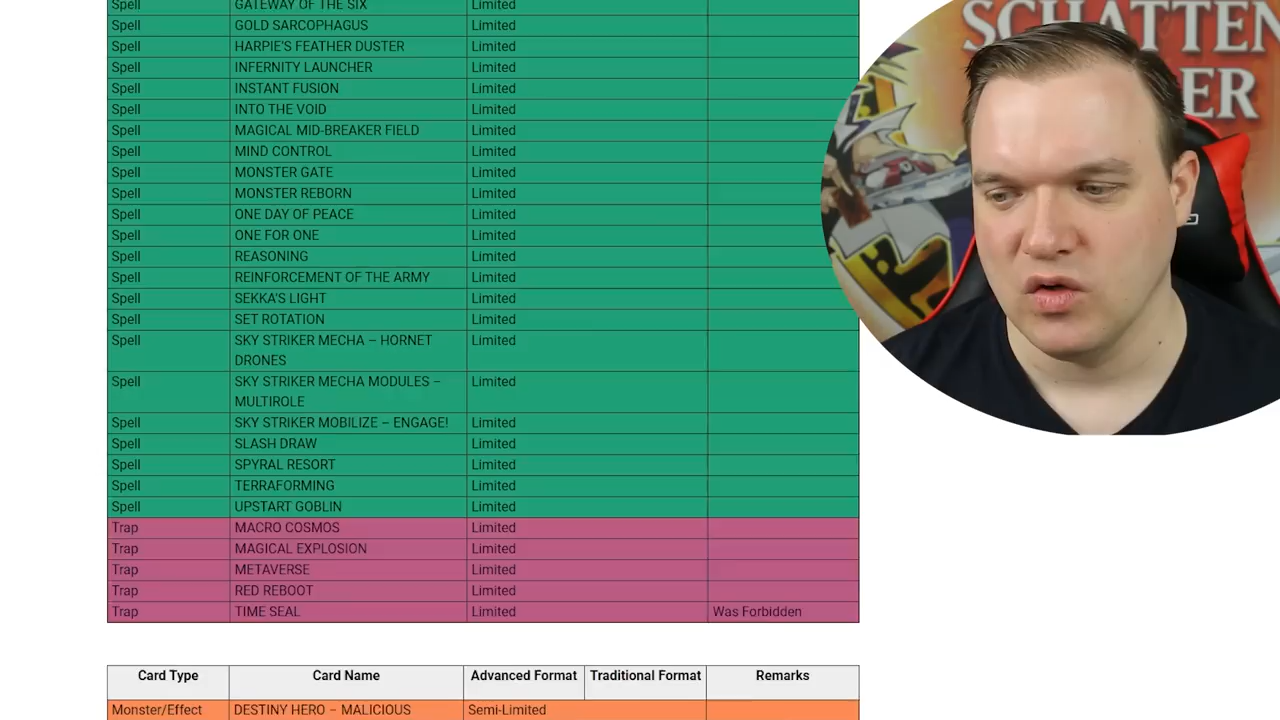 Spell GATEWAY OF THE SIX Limited
Spell GOLD SARCOPHAGUS Limited
Spell HARPIE'S FEATHER DUSTER Limited
Spell INFERNITY LAUNCHER Limited
Spell INSTANT FUSION Limited
Spell INTO THE VOID Limited
Spell MAGICAL MID-BREAKER FIELD Limited
Spell MIND CONTROL Limited
Spell MONSTER GATE Limited
Spell MONSTER REBORN Limited
Spell ONE DAY OF PEACE Limited
Spell ONE FOR ONE Limited
Spell REASONING Limited
Spell REINFORCEMENT OF THE ARMY Limited
Spell SEKKA'S LIGHT Limited
Spell SET ROTATION Limited
Spell SKY STRIKER MECHA – HORNET Limited
DRONES
Spell SKY STRIKER MECHA MODULES – Limited
MULTIROLE
Spell SKY STRIKER MOBILIZE – ENGAGE! Limited
Spell SLASH DRAW Limited
Spell SPYRAL RESORT Limited
Spell TERRAFORMING Limited
Spell UPSTART GOBLIN Limited
Trap MACRO COSMOS Limited
Trap MAGICAL EXPLOSION Limited
Trap METAVERSE Limited
Trap RED REBOOT Limited
Trap TIME SEAL Limited Was Forbidden
Card Type Card Name Advanced Format Traditional Format Remarks
Monster/Effect DESTINY HERO – MALICIOUS Semi-Limited
SCHATTEN